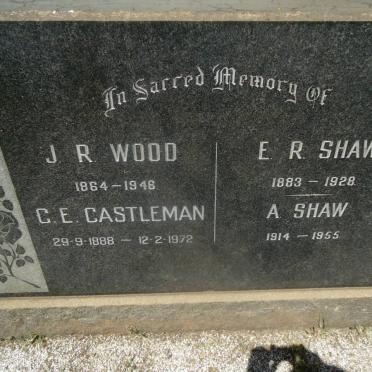 In Sacred Memory Of
J. R. WOOD
1864 – 1946
C. E. CASTLEMAN
29-9-1888 – 12-2-1972
E. R. SHAW
1883 – 1928
A. SHAW
1914 – 1955